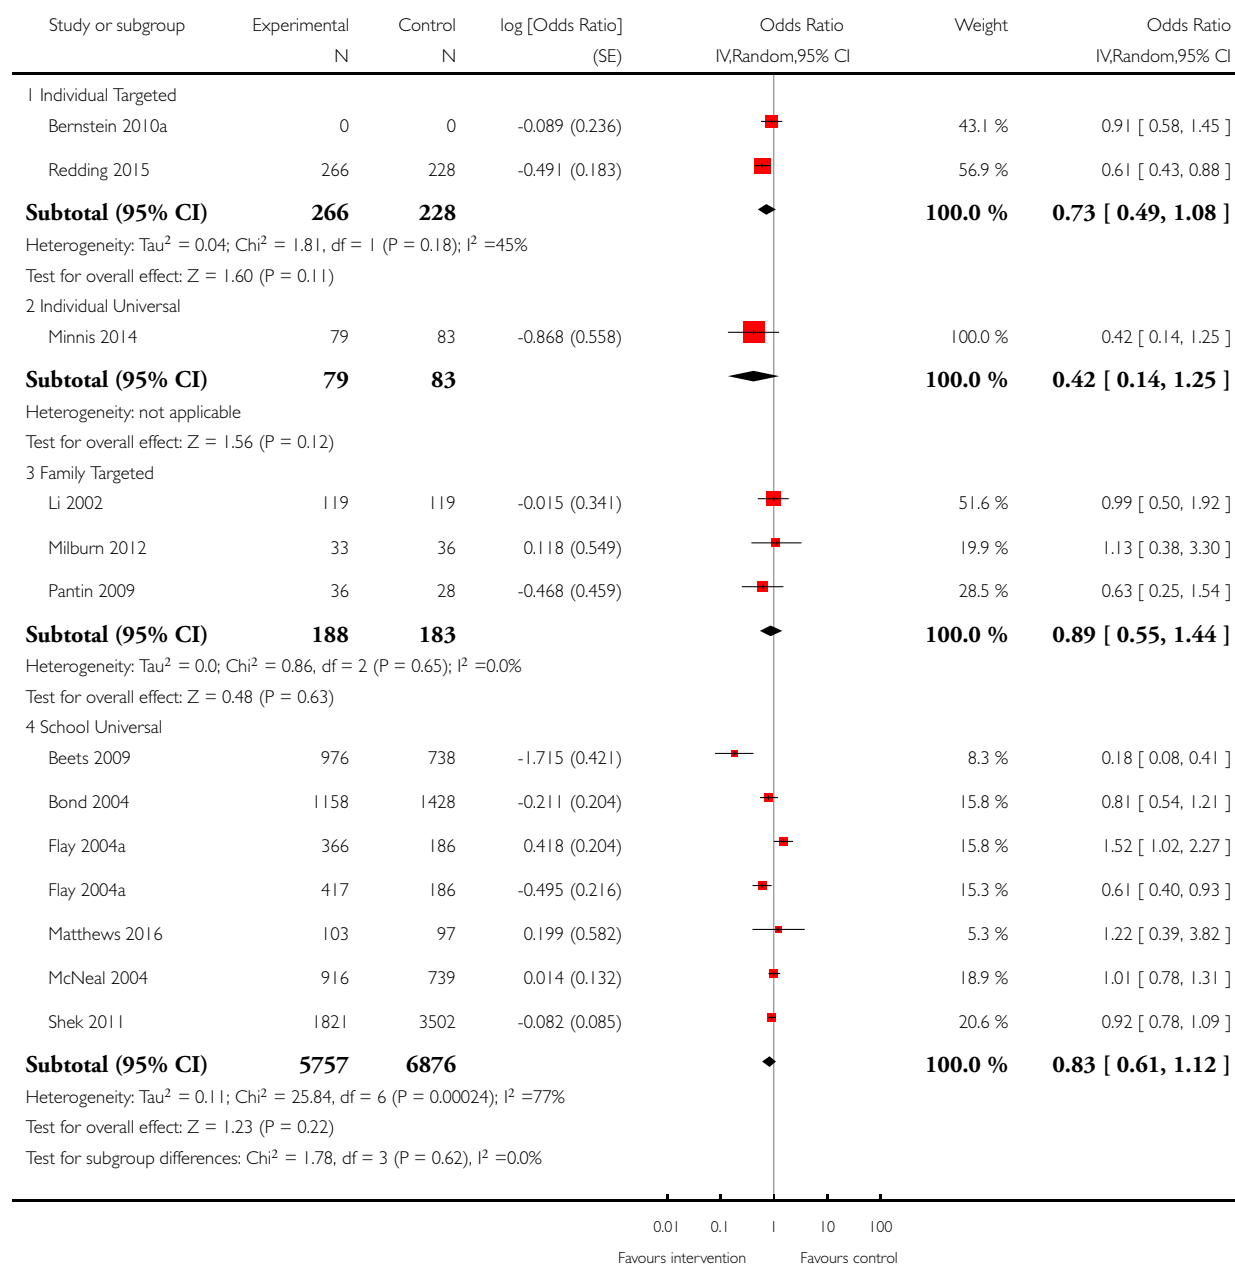 Study or subgroup Experimental Control log [Odds Ratio] Odds Ratio Weight Odds Ratio
N N (SE) IV,Random,95% CI IV,Random,95% CI
1 Individual Targeted
Bernstein 2010a 0 0 -0.089 (0.236) 43.1 % 0.91 [ 0.58, 1.45 ]
Redding 2015 266 228 -0.491 (0.183) 56.9 % 0.61 [ 0.43, 0.88 ]
Subtotal (95% CI) 266 228 100.0 % 0.73 [ 0.49, 1.08 ]
Heterogeneity: Tau² = 0.04; Chi² = 1.81, df = 1 (P = 0.18); I² =45%
Test for overall effect: Z = 1.60 (P = 0.11)
2 Individual Universal
Minnis 2014 79 83 -0.868 (0.558) 100.0 % 0.42 [ 0.14, 1.25 ]
Subtotal (95% CI) 79 83 100.0 % 0.42 [ 0.14, 1.25 ]
Heterogeneity: not applicable
Test for overall effect: Z = 1.56 (P = 0.12)
3 Family Targeted
Li 2002 119 119 -0.015 (0.341) 51.6 % 0.99 [ 0.50, 1.92 ]
Milburn 2012 33 36 0.118 (0.549) 19.9 % 1.13 [ 0.38, 3.30 ]
Pantin 2009 36 28 -0.468 (0.459) 28.5 % 0.63 [ 0.25, 1.54 ]
Subtotal (95% CI) 188 183 100.0 % 0.89 [ 0.55, 1.44 ]
Heterogeneity: Tau² = 0.0; Chi² = 0.86, df = 2 (P = 0.65); I² =0.0%
Test for overall effect: Z = 0.48 (P = 0.63)
4 School Universal
Beets 2009 976 738 -1.715 (0.421) 8.3 % 0.18 [ 0.08, 0.41 ]
Bond 2004 1158 1428 -0.211 (0.204) 15.8 % 0.81 [ 0.54, 1.21 ]
Flay 2004a 366 186 0.418 (0.204) 15.8 % 1.52 [ 1.02, 2.27 ]
Flay 2004a 417 186 -0.495 (0.216) 15.3 % 0.61 [ 0.40, 0.93 ]
Matthews 2016 103 97 0.199 (0.582) 5.3 % 1.22 [ 0.39, 3.82 ]
McNeal 2004 916 739 0.014 (0.132) 18.9 % 1.01 [ 0.78, 1.31 ]
Shek 2011 1821 3502 -0.082 (0.085) 20.6 % 0.92 [ 0.78, 1.09 ]
Subtotal (95% CI) 5757 6876 100.0 % 0.83 [ 0.61, 1.12 ]
Heterogeneity: Tau² = 0.11; Chi² = 25.84, df = 6 (P = 0.00024); I² =77%
Test for overall effect: Z = 1.23 (P = 0.22)
Test for subgroup differences: Chi² = 1.78, df = 3 (P = 0.62), I² =0.0%
0.01 0.1 1 10 100
Favours intervention Favours control